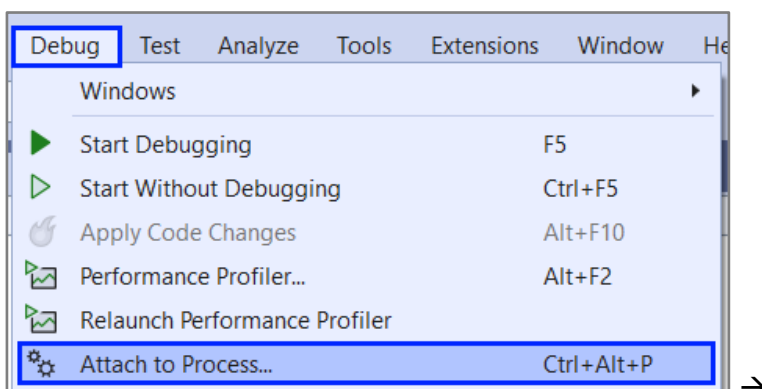 Debug Test Analyze Tools Extensions Window He
Windows
Start Debugging F5
Start Without Debugging Ctrl+F5
Apply Code Changes Alt+F10
Performance Profiler... Alt+F2
Relaunch Performance Profiler
Attach to Process... Ctrl+Alt+P
→